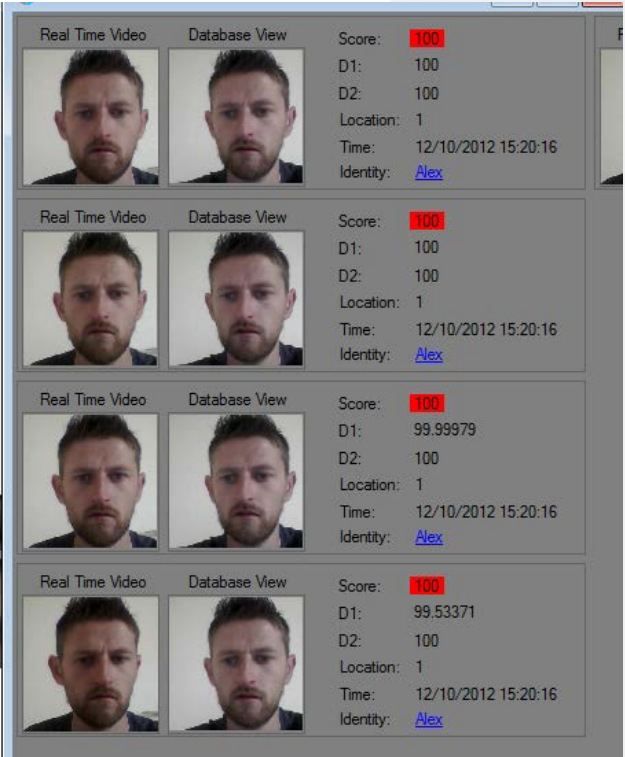 Real Time Video Database View Score: 100
D1: 100
D2: 100
Location: 1
Time: 12/10/2012 15:20:16
Identity: Alex
Real Time Video Database View Score: 100
D1: 100
D2: 100
Location: 1
Time: 12/10/2012 15:20:16
Identity: Alex
Real Time Video Database View Score: 100
D1: 99.99979
D2: 100
Location: 1
Time: 12/10/2012 15:20:16
Identity: Alex
Real Time Video Database View Score: 100
D1: 99.53371
D2: 100
Location: 1
Time: 12/10/2012 15:20:16
Identity: Alex